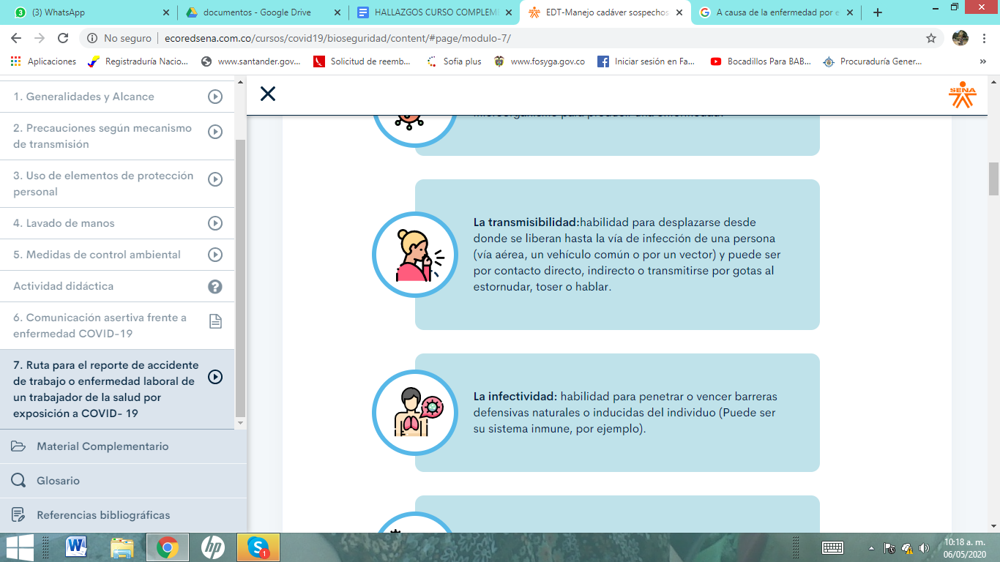 (3) WhatsApp
documentos - Google Drive
HALLAZGOS CURSO COMPLEM
EDT-Manejo cadáver sospechos
A causa de la enfermedad por e
No seguro
ecoredsena.com.co/cursos/covid19/bioseguridad/content/#page/modulo-7/
Aplicaciones
Registraduría Nacio...
www.santander.gov...
Solicitud de reemb...
Sofia plus
www.fosyga.gov.co
Iniciar sesión en Fa...
Bocadillos Para BAB...
Procuraduría Gener...
»
1. Generalidades y Alcance
2. Precauciones según mecanismo
de transmisión
3. Uso de elementos de protección
personal
4. Lavado de manos
5. Medidas de control ambiental
Actividad didáctica
6. Comunicación asertiva frente a
enfermedad COVID-19
7. Ruta para el reporte de accidente
de trabajo o enfermedad laboral de
un trabajador de la salud por
exposición a COVID- 19
Material Complementario
Glosario
Referencias bibliográficas
SENA
La transmisibilidad:habilidad para desplazarse desde
donde se liberan hasta la vía de infección de una persona
(vía aérea, un vehículo común o por un vector) y puede ser
por contacto directo, indirecto o transmitirse por gotas al
estornudar, toser o hablar.
La infectividad: habilidad para penetrar o vencer barreras
defensivas naturales o inducidas del individuo (Puede ser
su sistema inmune, por ejemplo).
10:18 a. m.
06/05/2020